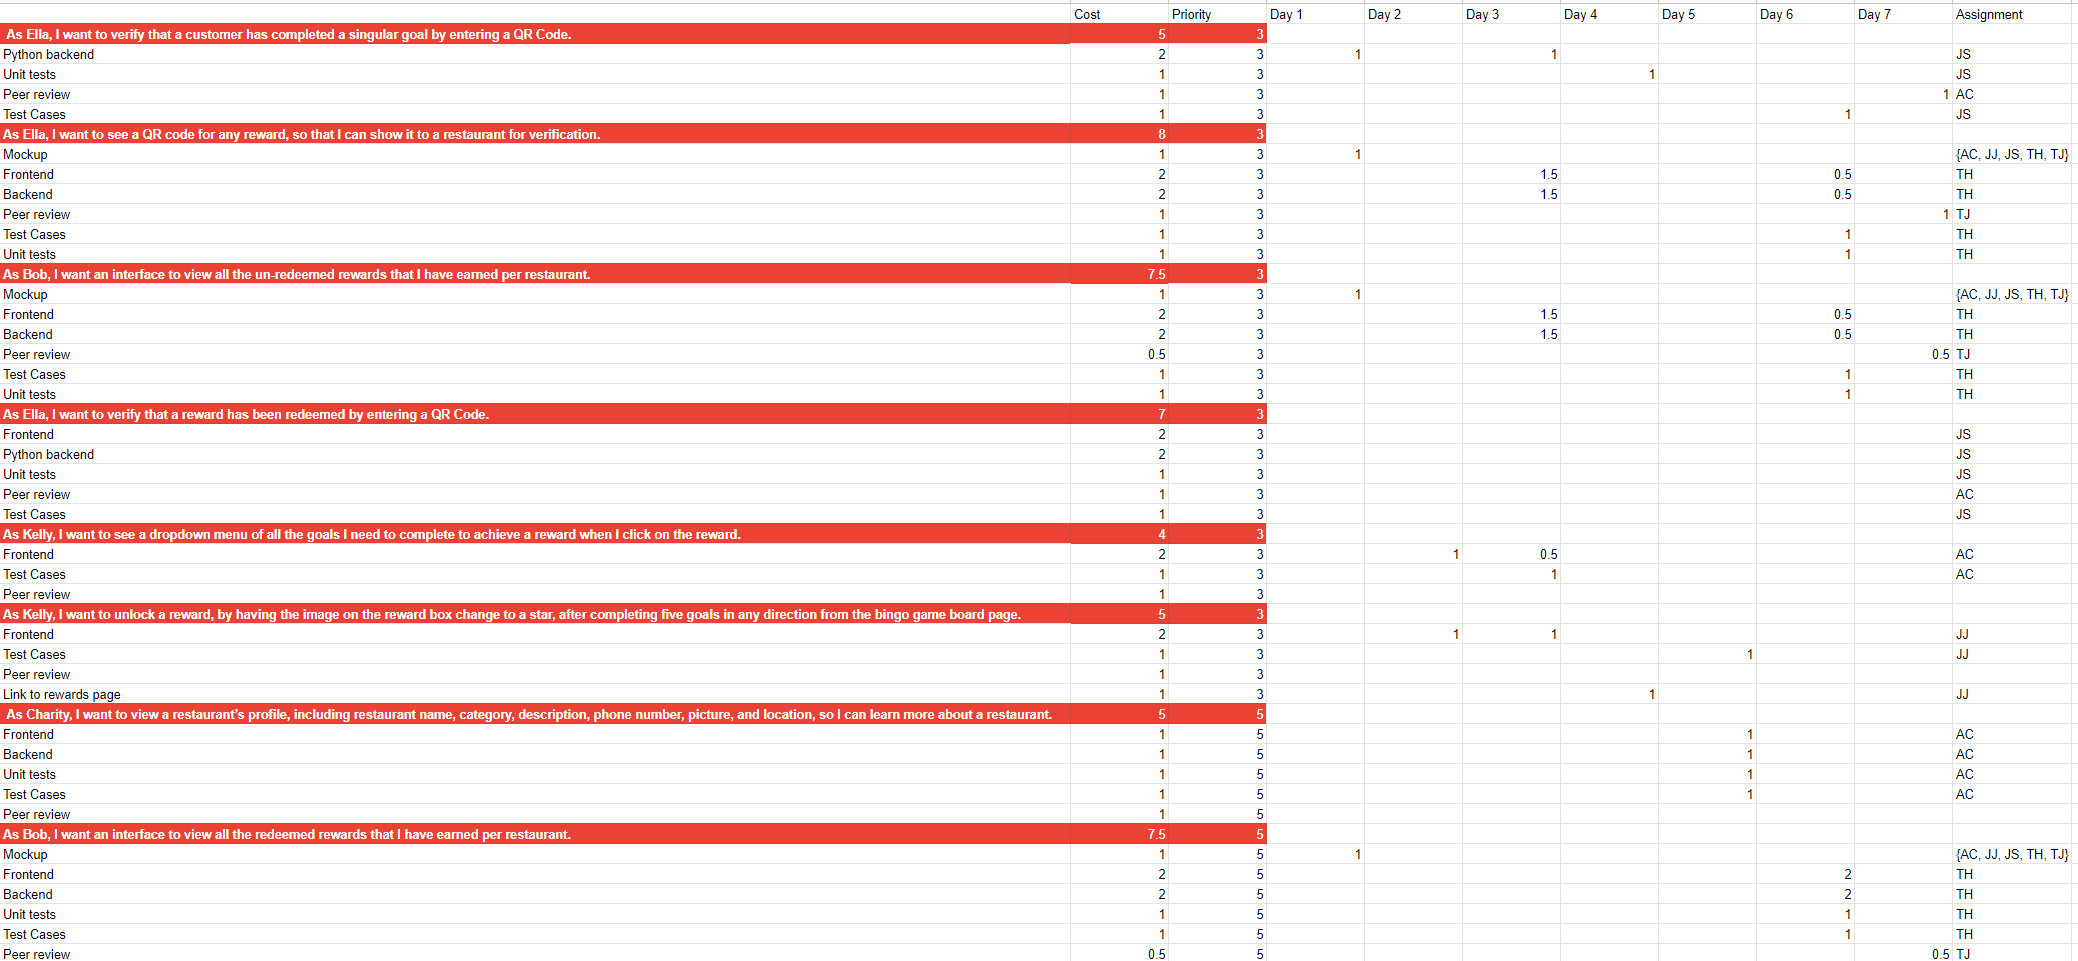 Cost Priority Day 1 Day 2 Day 3 Day 4 Day 5 Day 6 Day 7 Assignment
As Ella, I want to verify that a customer has completed a singular goal by entering a QR Code. 5 3
Python backend 2 3 1 1 JS
Unit tests 1 3 1 JS
Peer review 1 3 1 AC
Test Cases 1 3 1 JS
As Ella, I want to see a QR code for any reward, so that I can show it to a restaurant for verification. 8 3
Mockup 1 3 1 {AC, JJ, JS, TH, TJ}
Frontend 2 3 1.5 0.5 TH
Backend 2 3 1.5 0.5 TH
Peer review 1 3 1 TJ
Test Cases 1 3 1 TH
Unit tests 1 3 1 TH
As Bob, I want an interface to view all the un-redeemed rewards that I have earned per restaurant. 7.5 3
Mockup 1 3 1 {AC, JJ, JS, TH, TJ}
Frontend 2 3 1.5 0.5 TH
Backend 2 3 1.5 0.5 TH
Peer review 0.5 3 0.5 TJ
Test Cases 1 3 1 TH
Unit tests 1 3 1 TH
As Ella, I want to verify that a reward has been redeemed by entering a QR Code. 7 3
Frontend 2 3 JS
Python backend 2 3 JS
Unit tests 1 3 JS
Peer review 1 3 AC
Test Cases 1 3 JS
As Kelly, I want to see a dropdown menu of all the goals I need to complete to achieve a reward when I click on the reward. 4 3
Frontend 2 3 1 0.5 AC
Test Cases 1 3 1 AC
Peer review 1 3
As Kelly, I want to unlock a reward, by having the image on the reward box change to a star, after completing five goals in any direction from the bingo game board page. 5 3
Frontend 2 3 1 1 JJ
Test Cases 1 3 1 JJ
Peer review 1 3
Link to rewards page 1 3 1 JJ
As Charity, I want to view a restaurant's profile, including restaurant name, category, description, phone number, picture, and location, so I can learn more about a restaurant. 5 5
Frontend 1 5 1 AC
Backend 1 5 1 AC
Unit tests 1 5 1 AC
Test Cases 1 5 1 AC
Peer review 1 5
As Bob, I want an interface to view all the redeemed rewards that I have earned per restaurant. 7.5 5
Mockup 1 5 1 {AC, JJ, JS, TH, TJ}
Frontend 2 5 2 TH
Backend 2 5 2 TH
Unit tests 1 5 1 TH
Test Cases 1 5 1 TH
Peer review 0.5 5 0.5 TJ